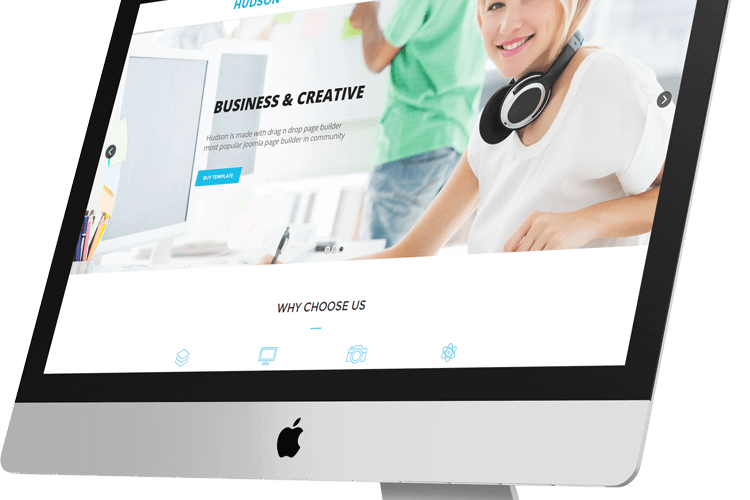 HUDSON
BUSINESS & CREATIVE
Hudson is made with drag n drop page builder
most popular Joomla page builder in community
BUY TEMPLATE
WHY CHOOSE US